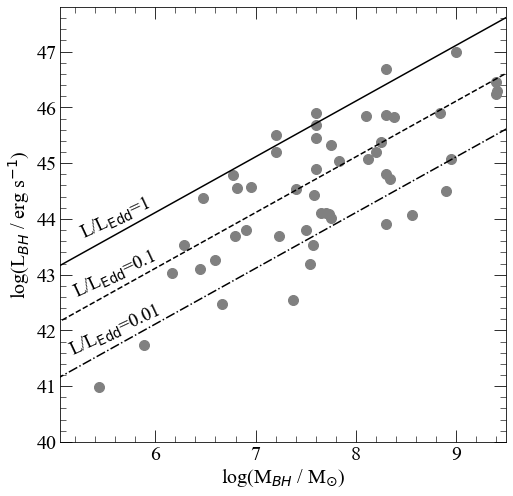 47
46
45
44
43
42
41
40
log(L_BH / erg s⁻¹)
L/L_Edd=1
L/L_Edd=0.1
L/L_Edd=0.01
6 7 8 9
log(M_BH / M_⊙)